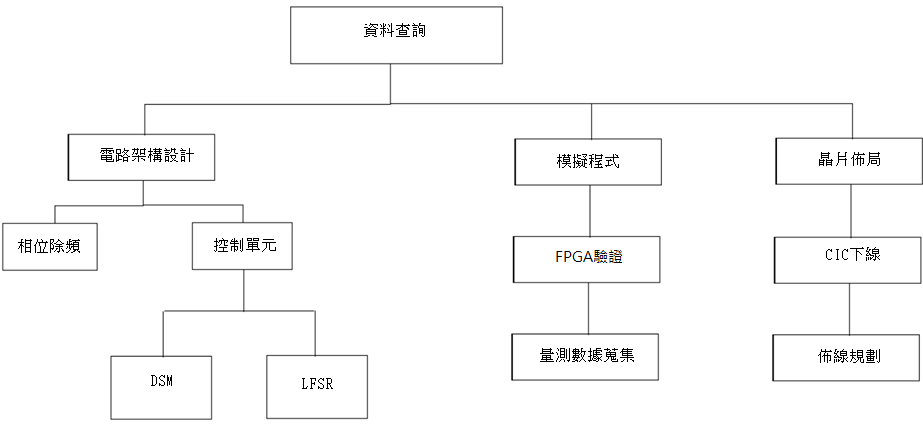 資料查詢
電路架構設計
模擬程式
晶片佈局
相位除頻
控制單元
FPGA驗證
CIC下線
量測數據蒐集
佈線規劃
DSM
LFSR